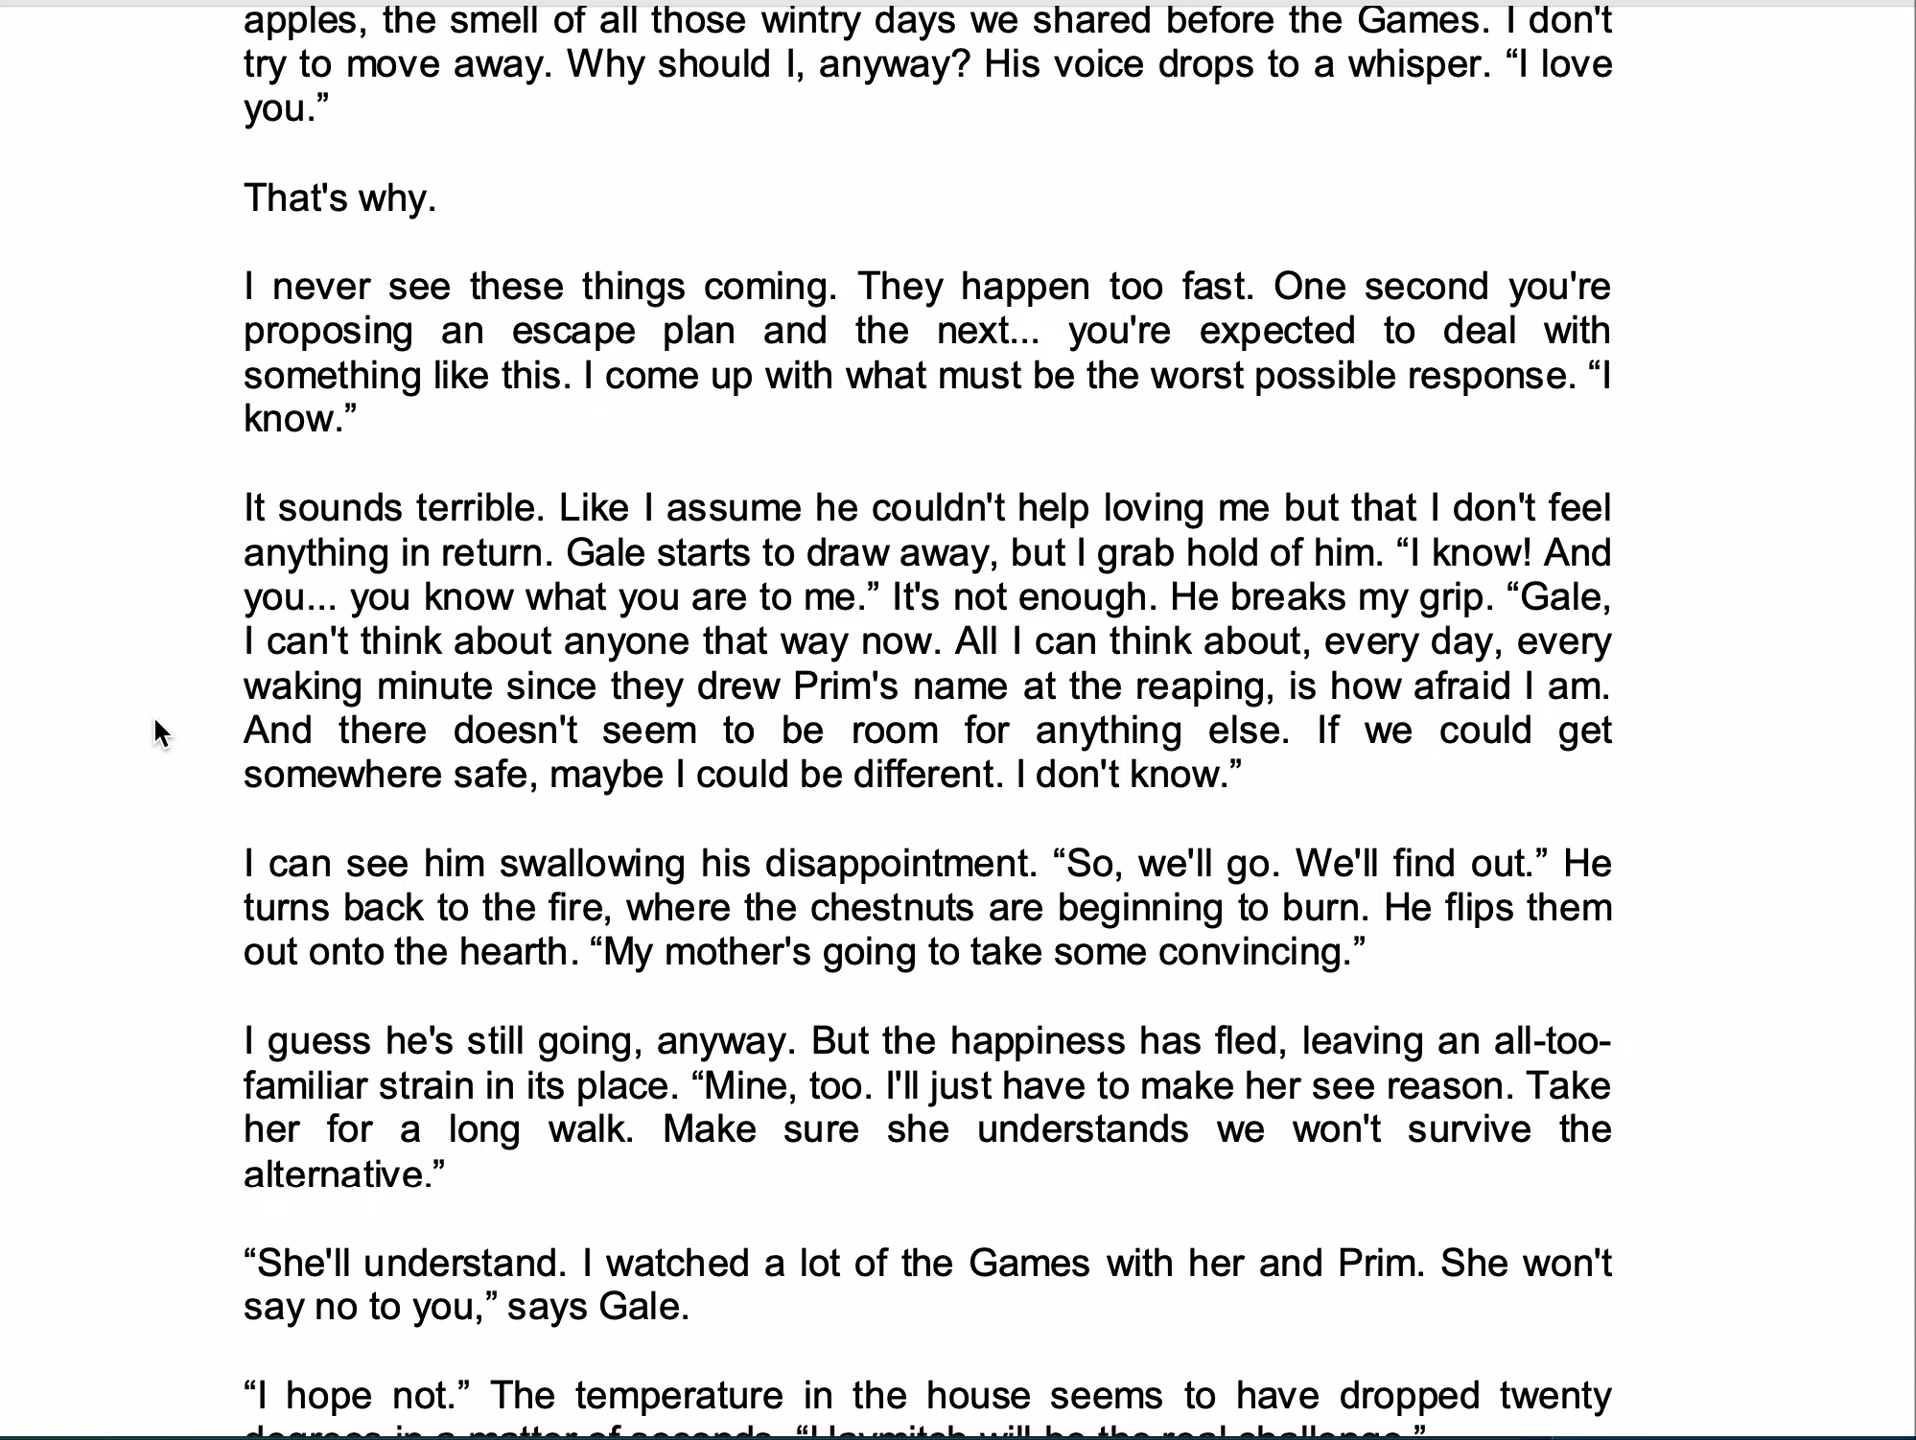 apples, the smell of all those wintry days we shared before the Games. I don't
try to move away. Why should I, anyway? His voice drops to a whisper. “I love
you.”
That's why.
I never see these things coming. They happen too fast. One second you're
proposing an escape plan and the next... you're expected to deal with
something like this. I come up with what must be the worst possible response. “I
know.”
It sounds terrible. Like I assume he couldn't help loving me but that I don't feel
anything in return. Gale starts to draw away, but I grab hold of him. “I know! And
you... you know what you are to me.” It's not enough. He breaks my grip. “Gale,
I can't think about anyone that way now. All I can think about, every day, every
waking minute since they drew Prim's name at the reaping, is how afraid I am.
And there doesn't seem to be room for anything else. If we could get
somewhere safe, maybe I could be different. I don't know.”
I can see him swallowing his disappointment. “So, we'll go. We'll find out.” He
turns back to the fire, where the chestnuts are beginning to burn. He flips them
out onto the hearth. “My mother's going to take some convincing.”
I guess he's still going, anyway. But the happiness has fled, leaving an all-too-
familiar strain in its place. “Mine, too. I'll just have to make her see reason. Take
her for a long walk. Make sure she understands we won't survive the
alternative.”
“She'll understand. I watched a lot of the Games with her and Prim. She won't
say no to you,” says Gale.
“I hope not.” The temperature in the house seems to have dropped twenty
degrees in a matter of seconds. “Haymitch will be the real challenge.”